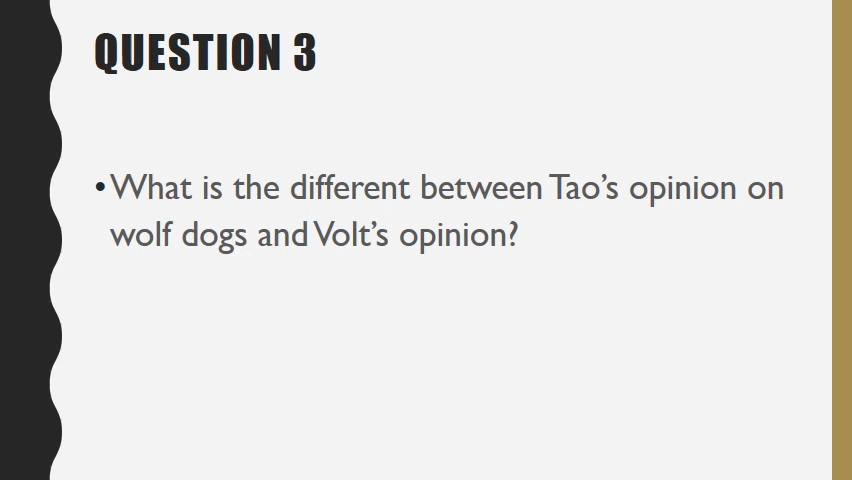 QUESTION 3
•What is the different between Tao’s opinion on
wolf dogs and Volt’s opinion?